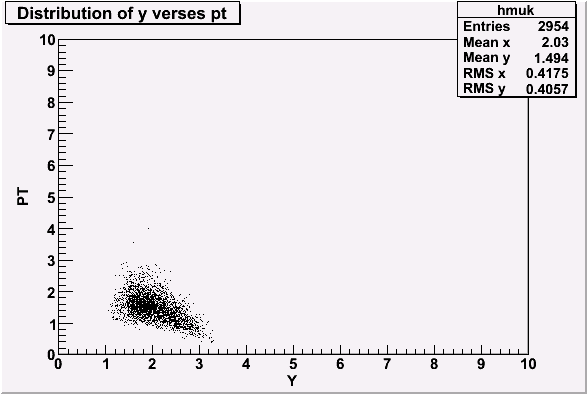 Distribution of y verses pt
hmuk
Entries 2954
Mean x 2.03
Mean y 1.494
RMS x 0.4175
RMS y 0.4057
10
9
8
7
6
5
4
3
2
1
0
PT
0 1 2 3 4 5 6 7 8 9 10
Y